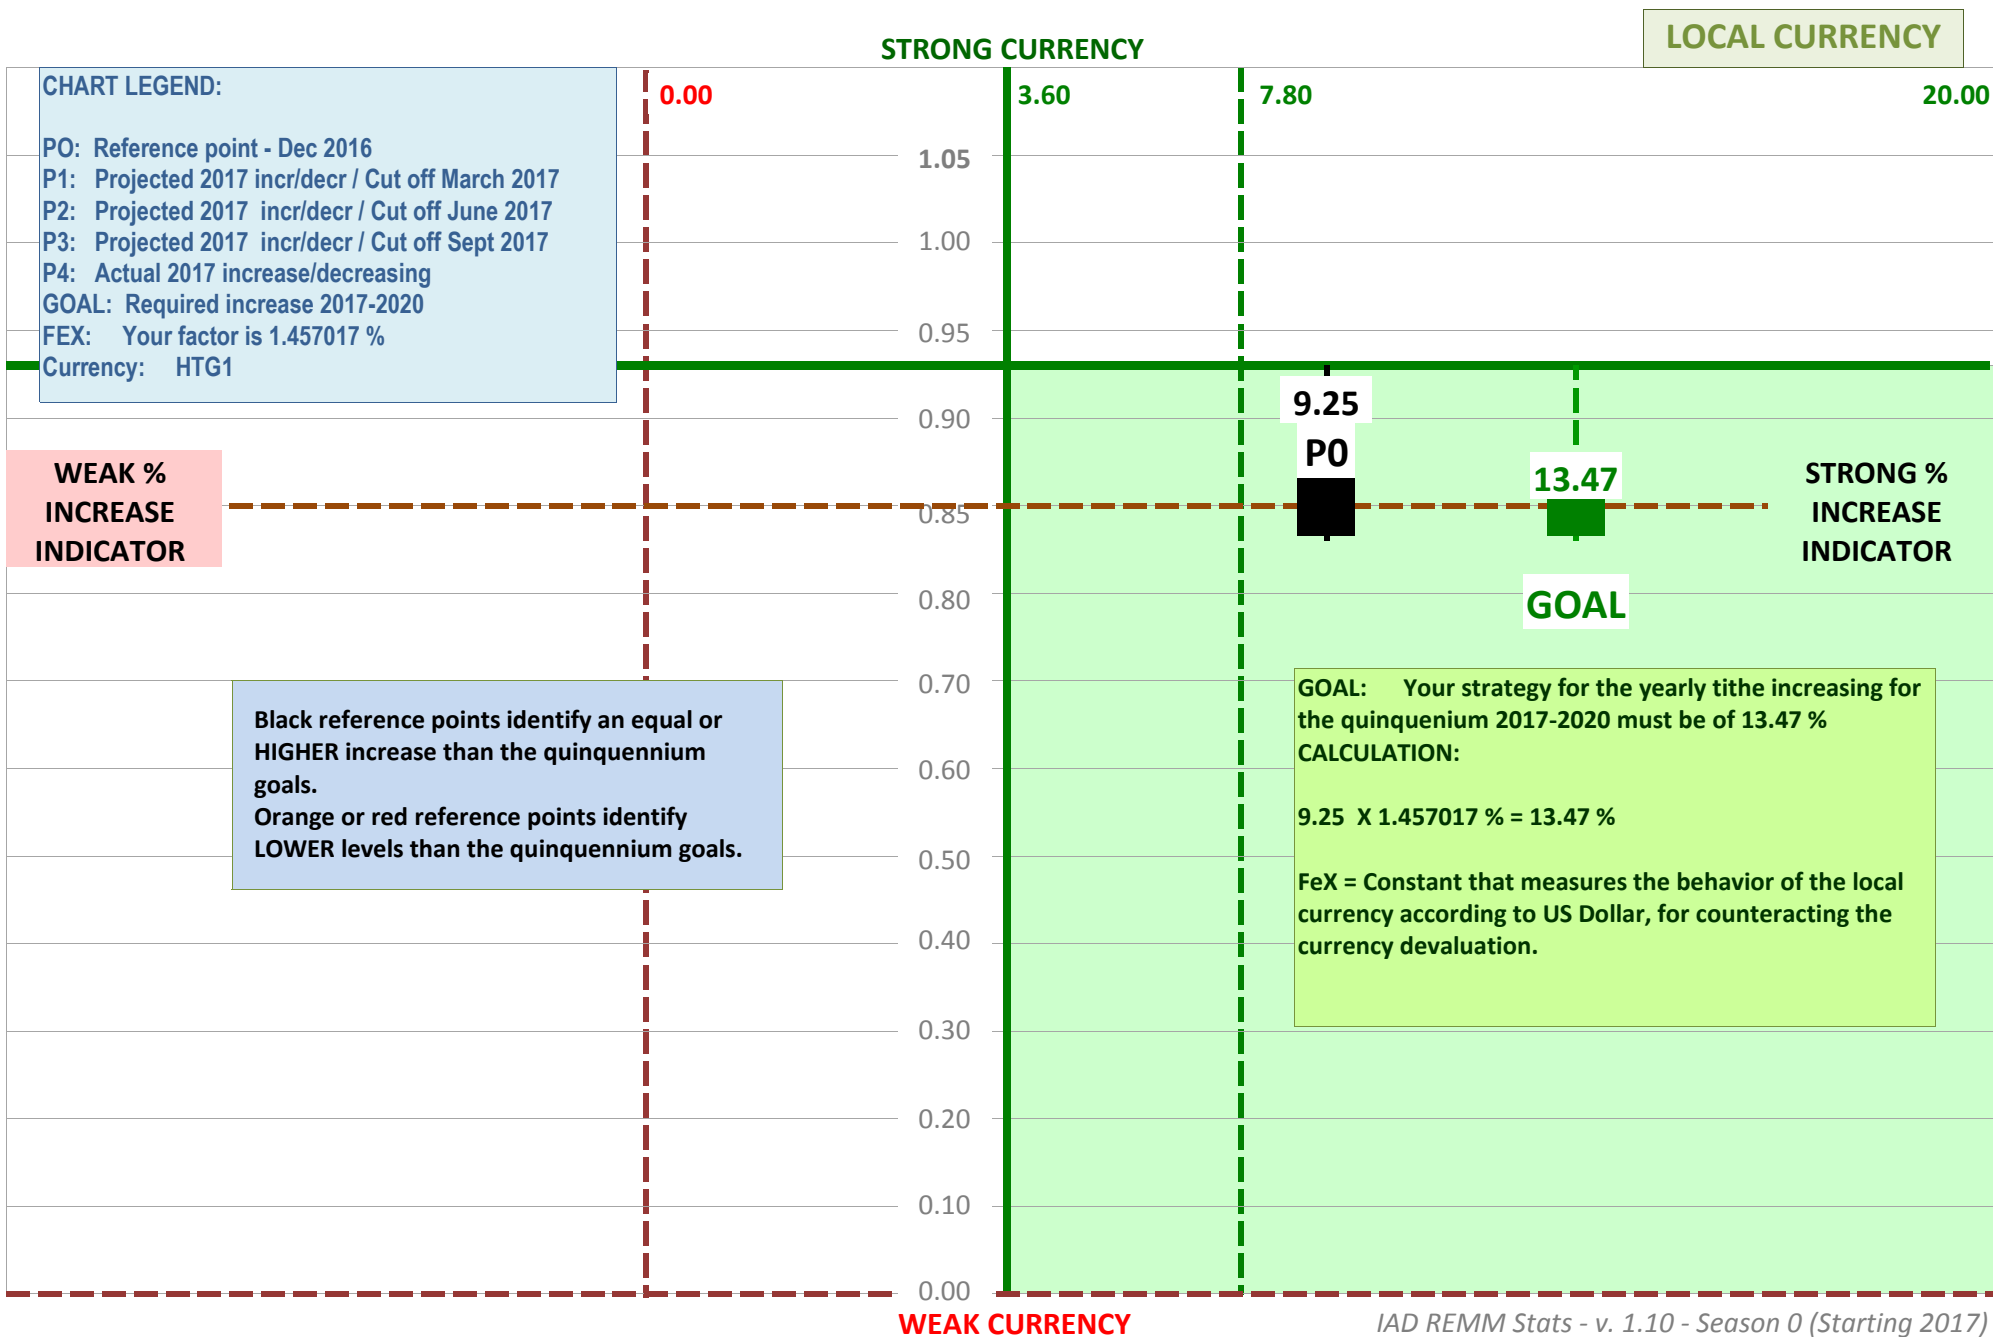 LOCAL CURRENCY
STRONG CURRENCY
CHART LEGEND:
PO: Reference point - Dec 2016
P1: Projected 2017 incr/decr / Cut off March 2017
P2: Projected 2017 incr/decr / Cut off June 2017
P3: Projected 2017 incr/decr / Cut off Sept 2017
P4: Actual 2017 increase/decreasing
GOAL: Required increase 2017-2020
FEX: Your factor is 1.457017 %
Currency: HTG1
0.00
3.60
7.80
20.00
1.05
1.00
0.95
0.90
0.85
0.80
0.70
0.60
0.50
0.40
0.30
0.20
0.10
0.00
9.25
P0
13.47
GOAL
WEAK %
INCREASE
INDICATOR
STRONG %
INCREASE
INDICATOR
Black reference points identify an equal or
HIGHER increase than the quinquennium
goals.
Orange or red reference points identify
LOWER levels than the quinquennium goals.
GOAL: Your strategy for the yearly tithe increasing for
the quinquenium 2017-2020 must be of 13.47 %
CALCULATION:
9.25 X 1.457017 % = 13.47 %
FeX = Constant that measures the behavior of the local
currency according to US Dollar, for counteracting the
currency devaluation.
WEAK CURRENCY
IAD REMM Stats - v. 1.10 - Season 0 (Starting 2017)